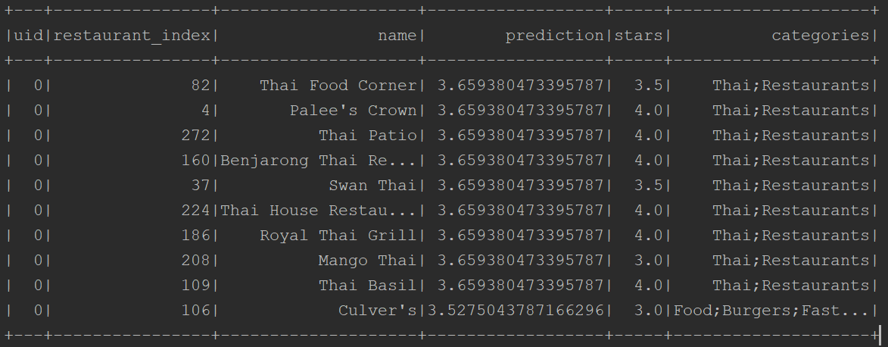 +---+----------------+--------------------+------------------+-----+--------------------+
|uid|restaurant_index|                name|        prediction|stars|          categories|
+---+----------------+--------------------+------------------+-----+--------------------+
|  0|              82|    Thai Food Corner| 3.659380473395787|  3.5|    Thai;Restaurants|
|  0|               4|       Palee's Crown| 3.659380473395787|  4.0|    Thai;Restaurants|
|  0|             272|          Thai Patio| 3.659380473395787|  4.0|    Thai;Restaurants|
|  0|             160|Benjarong Thai Re...| 3.659380473395787|  4.0|    Thai;Restaurants|
|  0|              37|           Swan Thai| 3.659380473395787|  3.5|    Thai;Restaurants|
|  0|             224|Thai House Restau...| 3.659380473395787|  4.0|    Thai;Restaurants|
|  0|             186|    Royal Thai Grill| 3.659380473395787|  4.0|    Thai;Restaurants|
|  0|             208|          Mango Thai| 3.659380473395787|  3.0|    Thai;Restaurants|
|  0|             109|          Thai Basil| 3.659380473395787|  4.0|    Thai;Restaurants|
|  0|             106|            Culver's|3.5275043787166296|  3.0|Food;Burgers;Fast...|
+---+----------------+--------------------+------------------+-----+--------------------+